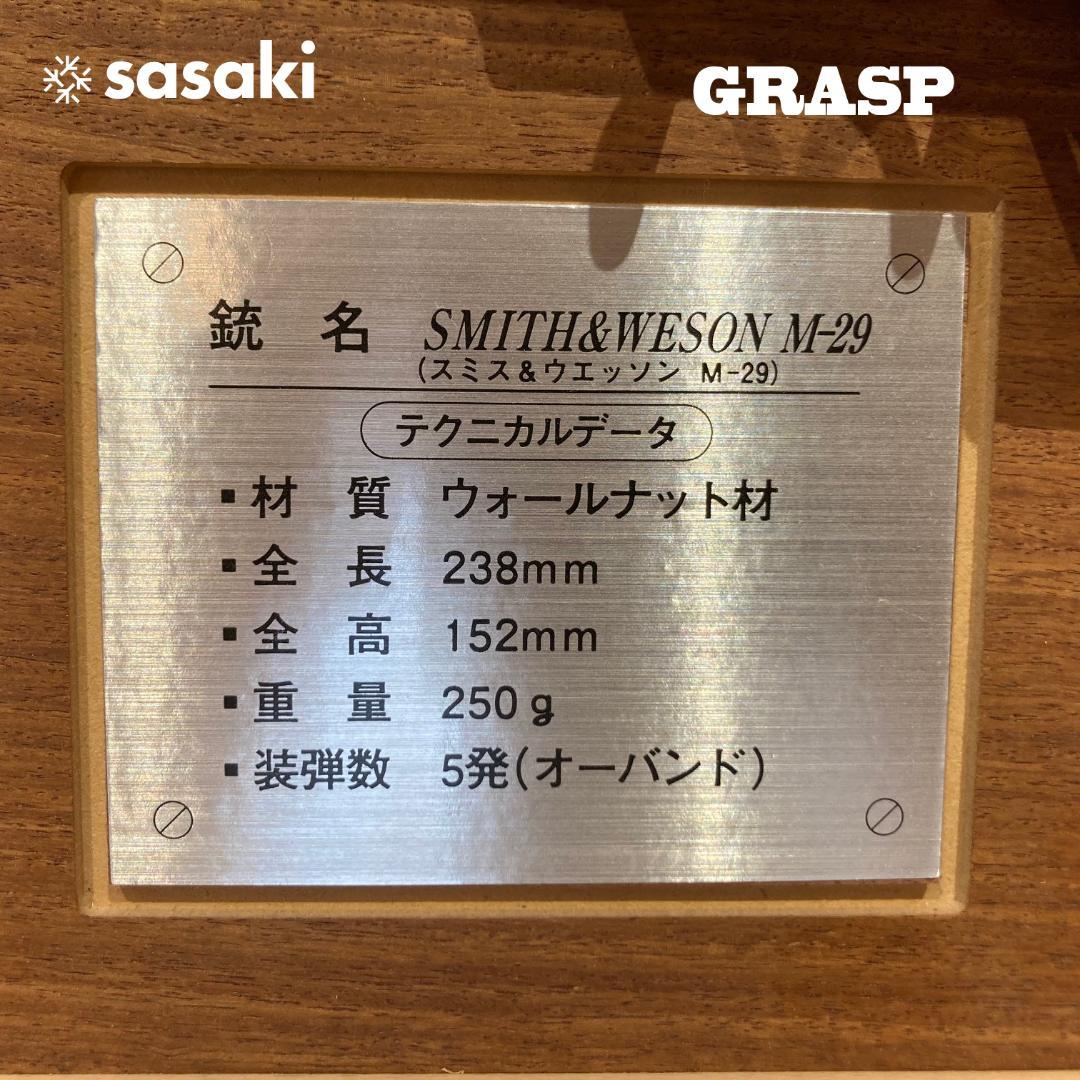 sasaki
GRASP
銃 名 SMITH&WESON M-29
(スミス&ウエッソン M-29)
テクニカルデータ
▪材 質 ウォールナット材
▪全 長 238mm
▪全 高 152mm
▪重 量 250g
▪装弾数 5発(オーバンド)